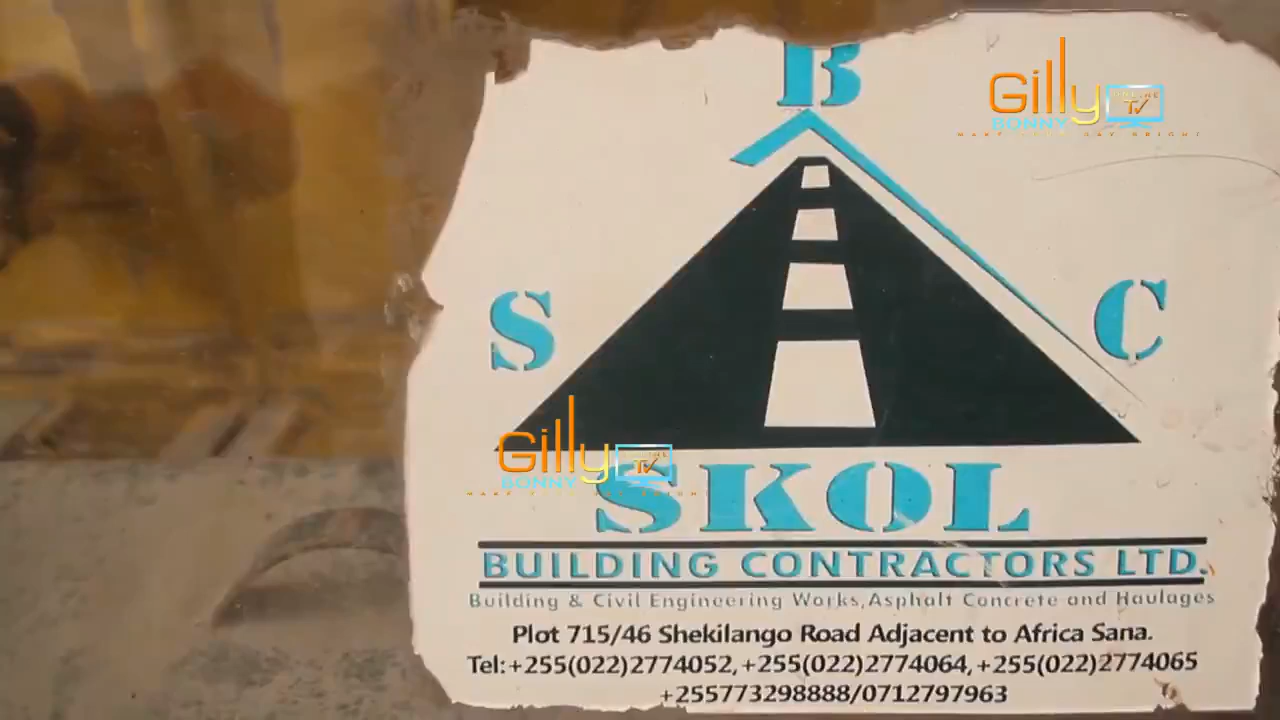 B
Gilly
ONLINE
TV
BONNY
S
C
Gilly
TV
BONNY
SKOL
BUILDING CONTRACTORS LTD.
Building & Civil Engineering Works, Asphalt Concrete and Haulages
Plot 715/46 Shekilango Road Adjacent to Africa Sana.
Tel:+255(022)2774052, +255(022)2774064, +255(022)2774065
+255773298888/0712797963